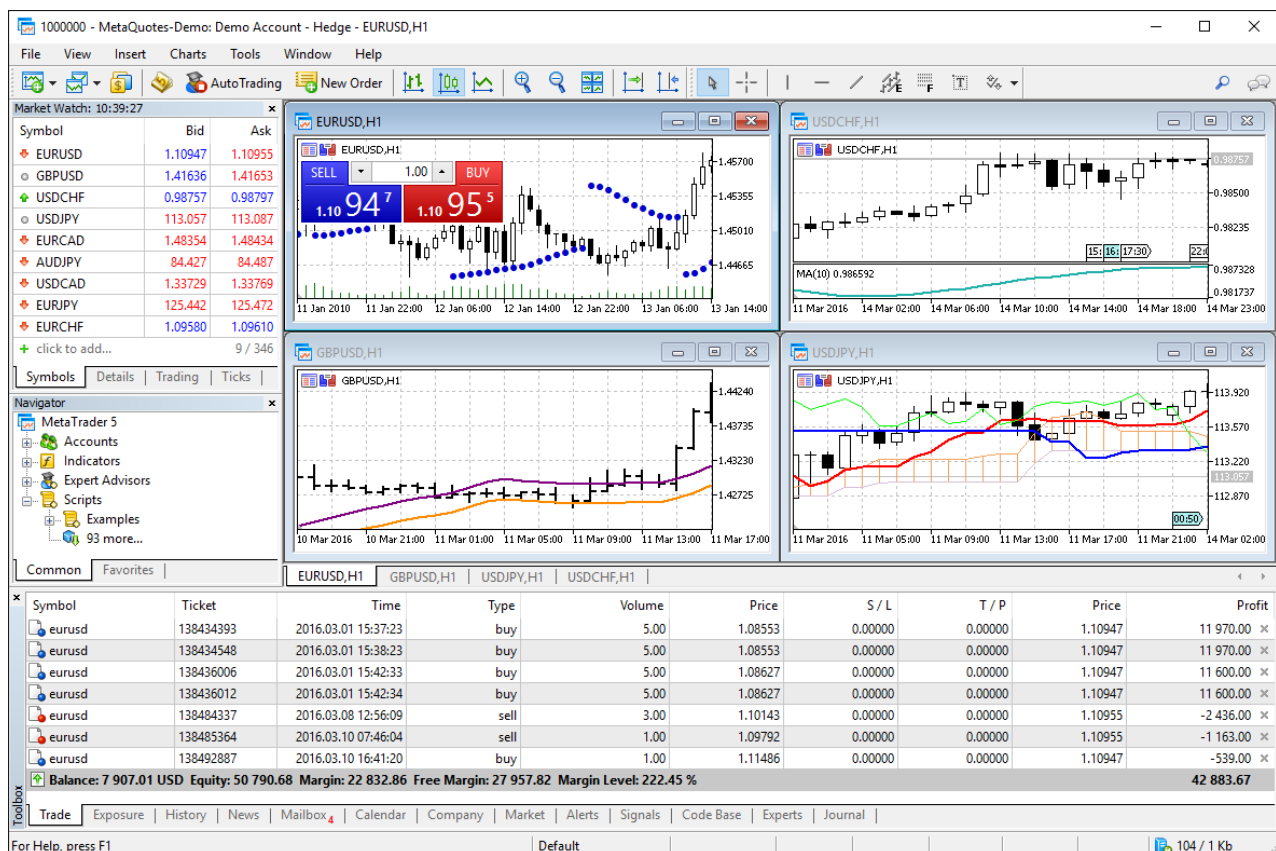 1000000 - MetaQuotes-Demo: Demo Account - Hedge - EURUSD,H1
File View Insert Charts Tools Window Help
AutoTrading New Order E F T
Market Watch: 10:39:27
Symbol Bid Ask
EURUSD 1.10947 1.10955
GBPUSD 1.41636 1.41653
USDCHF 0.98757 0.98797
USDJPY 113.057 113.087
EURCAD 1.48354 1.48434
AUDJPY 84.427 84.487
USDCAD 1.33729 1.33769
EURJPY 125.442 125.472
EURCHF 1.09580 1.09610
click to add... 9 / 346
Symbols Details Trading Ticks
Navigator
MetaTrader 5
Accounts
Indicators
Expert Advisors
Scripts
Examples
93 more...
Common Favorites
EURUSD,H1
EURUSD,H1
SELL 1.00 BUY
1.10 94 7 1.10 95 5
1.45700
1.45355
1.45010
1.44665
11 Jan 2010 11 Jan 22:00 12 Jan 06:00 12 Jan 14:00 12 Jan 22:00 13 Jan 06:00 13 Jan 14:00
USDCHF,H1
USDCHF,H1
0.98757
0.98500
0.98235
15: 16: 17:30 22:0
MA(10) 0.986592
0.987328
0.981737
11 Mar 2016 14 Mar 02:00 14 Mar 06:00 14 Mar 10:00 14 Mar 14:00 14 Mar 18:00 14 Mar 23:00
GBPUSD,H1
GBPUSD,H1
1.44240
1.43735
1.43230
1.42725
10 Mar 2016 10 Mar 21:00 11 Mar 01:00 11 Mar 05:00 11 Mar 09:00 11 Mar 13:00 11 Mar 17:00
USDJPY,H1
USDJPY,H1
113.920
113.570
113.220
113.057
112.870
00:50
11 Mar 2016 11 Mar 05:00 11 Mar 09:00 11 Mar 13:00 11 Mar 17:00 11 Mar 21:00 14 Mar 02:00
EURUSD,H1 GBPUSD,H1 USDJPY,H1 USDCHF,H1
Symbol Ticket Time Type Volume Price S / L T / P Price Profit
eurusd 138434393 2016.03.01 15:37:23 buy 5.00 1.08553 0.00000 0.00000 1.10947 11 970.00
eurusd 138434548 2016.03.01 15:38:23 buy 5.00 1.08553 0.00000 0.00000 1.10947 11 970.00
eurusd 138436006 2016.03.01 15:42:33 buy 5.00 1.08627 0.00000 0.00000 1.10947 11 600.00
eurusd 138436012 2016.03.01 15:42:34 buy 5.00 1.08627 0.00000 0.00000 1.10947 11 600.00
eurusd 138484337 2016.03.08 12:56:09 sell 3.00 1.10143 0.00000 0.00000 1.10955 -2 436.00
eurusd 138485364 2016.03.10 07:46:04 sell 1.00 1.09792 0.00000 0.00000 1.10955 -1 163.00
eurusd 138492887 2016.03.10 16:41:20 buy 1.00 1.11486 0.00000 0.00000 1.10947 -539.00
Balance: 7 907.01 USD Equity: 50 790.68 Margin: 22 832.86 Free Margin: 27 957.82 Margin Level: 222.45 % 42 883.67
Toolbox
Trade Exposure History News Mailbox 4 Calendar Company Market Alerts Signals Code Base Experts Journal
For Help, press F1 Default 104 / 1 Kb